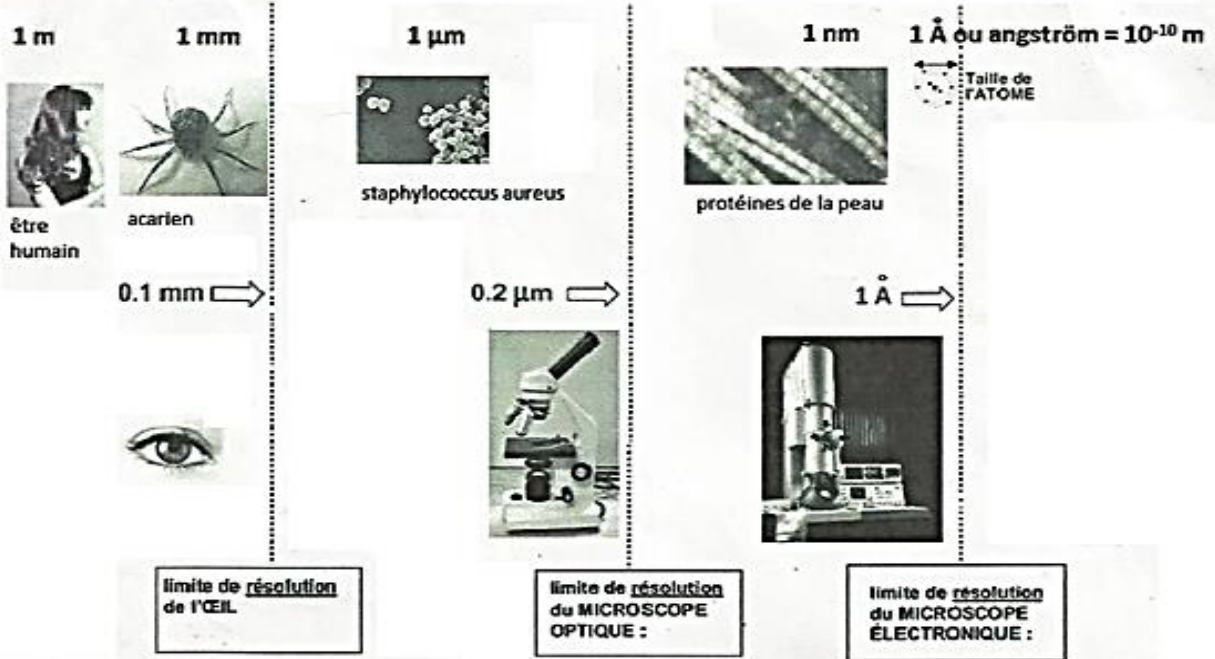 1 m 1 mm 1 µm 1 nm 1 Å ou angström = 10⁻¹⁰ m
Taille de
l'ATOME
être
humain
acarien
staphylococcus aureus
protéines de la peau
0.1 mm 0.2 µm 1 Å
limite de résolution
de l'ŒIL
limite de résolution
du MICROSCOPE
OPTIQUE :
limite de résolution
du MICROSCOPE
ÉLECTRONIQUE :